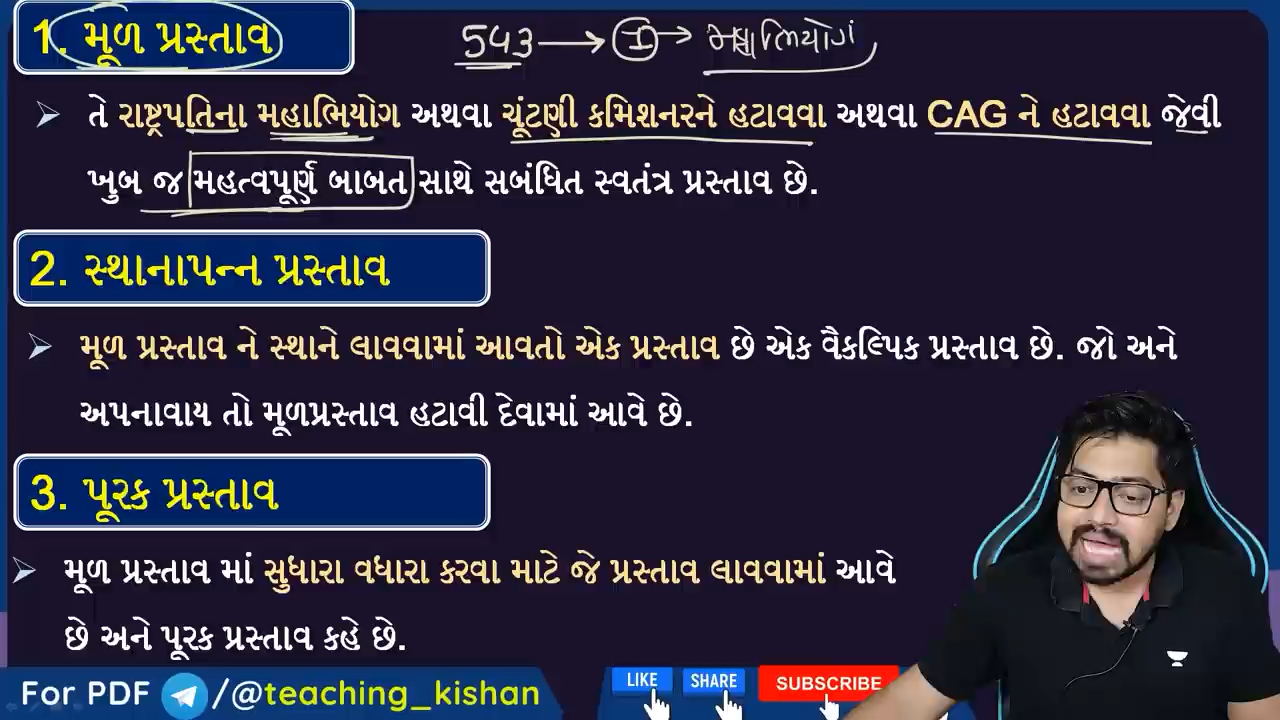 1. મૂળ પ્રસ્તાવ
543 → I → મહાભિયોગ
તે રાષ્ટ્રપતિના મહાભિયોગ અથવા ચૂંટણી કમિશનરને હટાવવા અથવા CAG ને હટાવવા જેવી
ખુબ જ મહત્વપૂર્ણ બાબત સાથે સબંધિત સ્વતંત્ર પ્રસ્તાવ છે.
2. સ્થાનાપન્ન પ્રસ્તાવ
મૂળ પ્રસ્તાવ ને સ્થાને લાવવામાં આવતો એક પ્રસ્તાવ છે એક વૈકલ્પિક પ્રસ્તાવ છે. જો અને
અપનાવાય તો મૂળપ્રસ્તાવ હટાવી દેવામાં આવે છે.
3. પૂરક પ્રસ્તાવ
મૂળ પ્રસ્તાવ માં સુધારા વધારા કરવા માટે જે પ્રસ્તાવ લાવવામાં આવે
છે અને પૂરક પ્રસ્તાવ કહે છે.
For PDF /@teaching_kishan
LIKE SHARE SUBSCRIBE